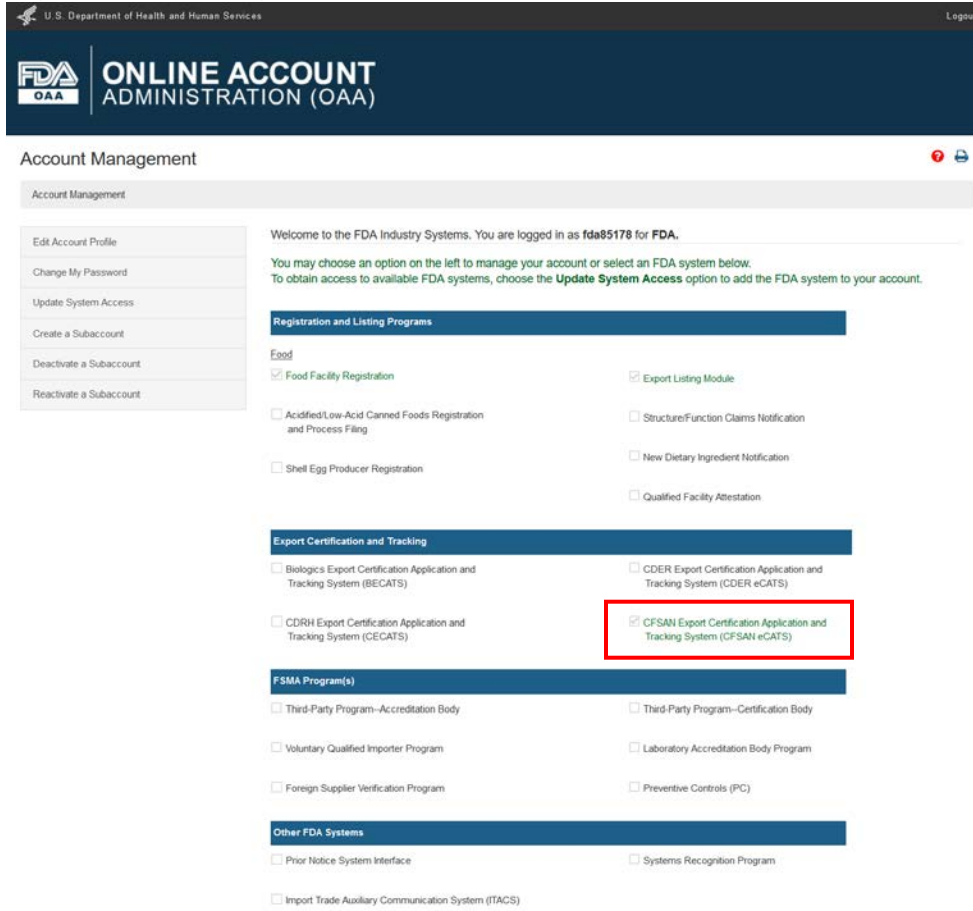 U.S. Department of Health and Human Services
Logou
FDA
OAA
ONLINE ACCOUNT
ADMINISTRATION (OAA)
Account Management
Account Management
Edit Account Profile
Change My Password
Update System Access
Create a Subaccount
Deactivate a Subaccount
Reactivate a Subaccount
Welcome to the FDA Industry Systems. You are logged in as fda85178 for FDA.
You may choose an option on the left to manage your account or select an FDA system below.
To obtain access to available FDA systems, choose the Update System Access option to add the FDA system to your account.
Registration and Listing Programs
Food
Food Facility Registration
Export Listing Module
Acidified/Low-Acid Canned Foods Registration
and Process Filing
Structure/Function Claims Notification
Shell Egg Producer Registration
New Dietary Ingredient Notification
Qualified Facility Attestation
Export Certification and Tracking
Biologics Export Certification Application and
Tracking System (BECATS)
CDER Export Certification Application and
Tracking System (CDER eCATS)
CDRH Export Certification Application and
Tracking System (CECATS)
CFSAN Export Certification Application and
Tracking System (CFSAN eCATS)
FSMA Program(s)
Third-Party Program--Accreditation Body
Third-Party Program--Certification Body
Voluntary Qualified Importer Program
Laboratory Accreditation Body Program
Foreign Supplier Verification Program
Preventive Controls (PC)
Other FDA Systems
Prior Notice System Interface
Systems Recognition Program
Import Trade Auxiliary Communication System (ITACS)